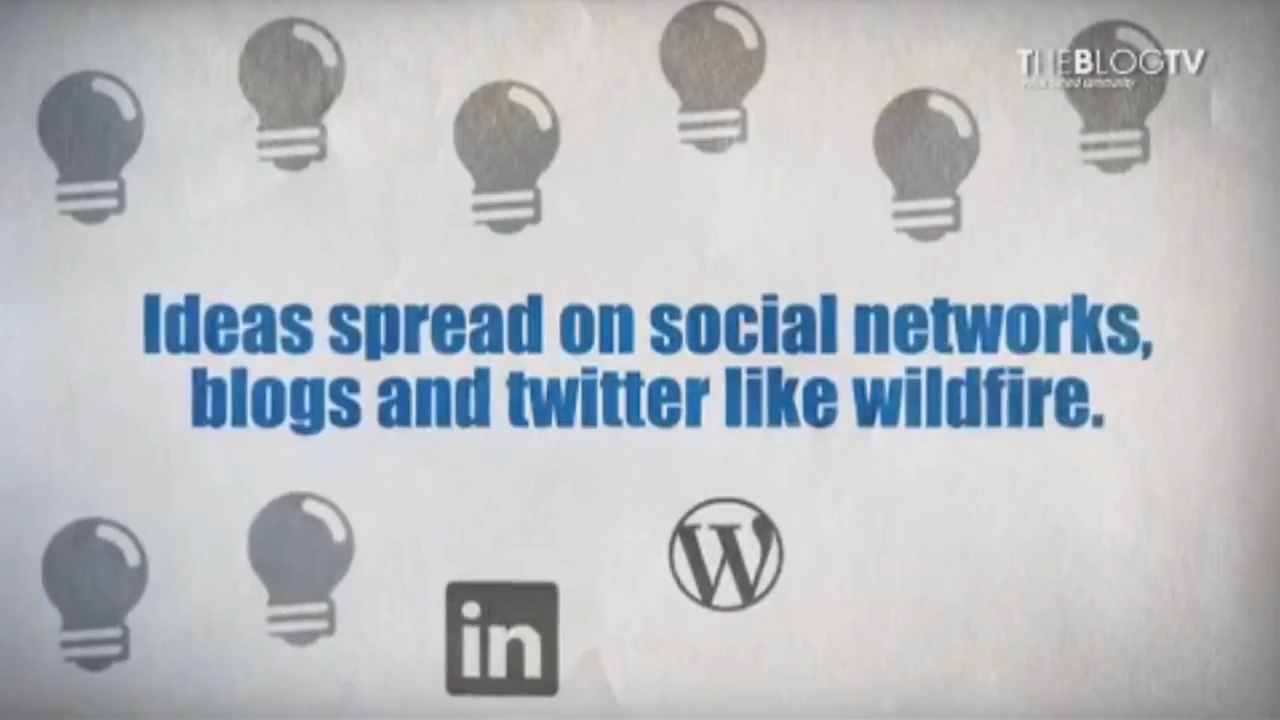 THEBLOGTV
Ideas spread on social networks,
blogs and twitter like wildfire.
in
W